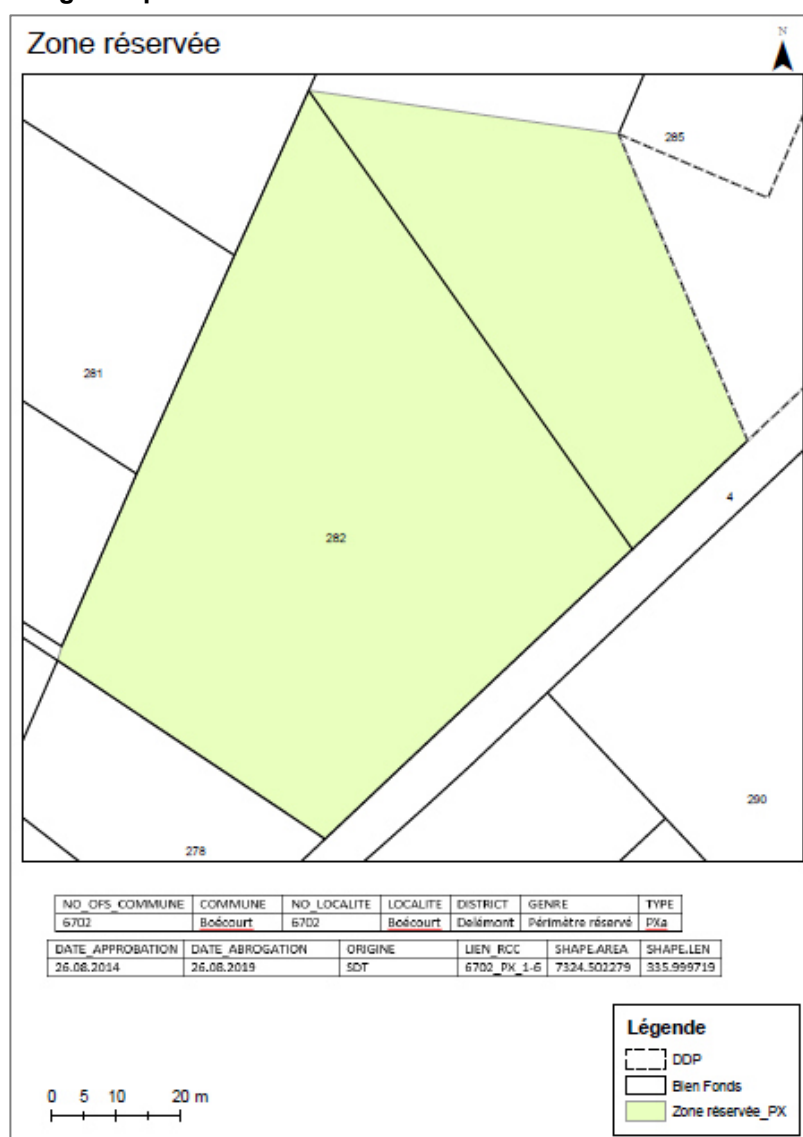 Zone réservée
N
285
281
4
282
290
278
NO_OFS_COMMUNE COMMUNE NO_LOCALITE LOCALITE DISTRICT GENRE TYPE
6702 Boécourt 6702 Boécourt Delémont Périmètre réservé PXa
DATE_APPROBATION DATE_ABROGATION ORIGINE LIEN_RCC SHAPE.AREA SHAPE.LEN
26.08.2014 26.08.2019 SDT 6702_PX_1-6 7324.502279 335.999719
Légende
DDP
Bien Fonds
Zone réservée_PX
0 5 10 20 m